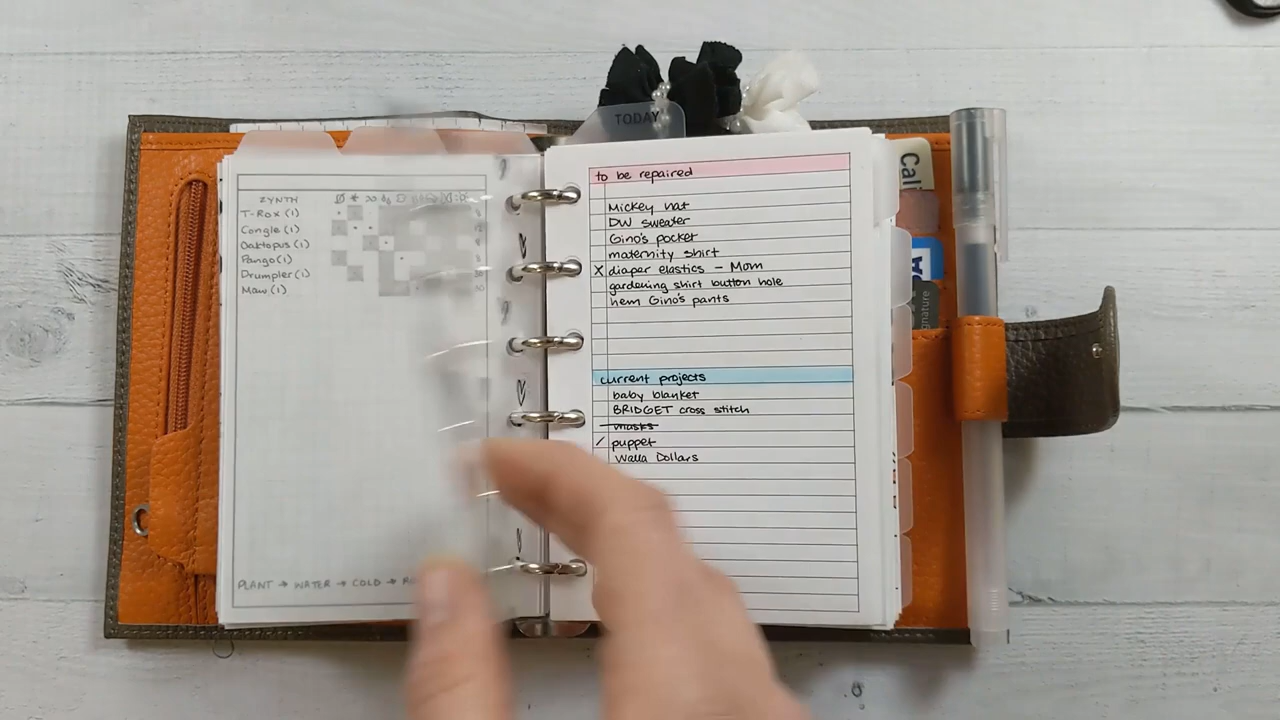 TODAY
ZYNTH
T-Rox (1)
Congle (1)
Oaktopus (1)
Pango (1)
Drumpler (1)
Maw (1)
PLANT → WATER → COLD →
to be repaired
Mickey hat
DW sweater
Gino's pocket
maternity shirt
X diaper elastics – Mom
gardening shirt button hole
hem Gino's pants
current projects
baby blanket
BRIDGET cross stitch
masks
/ puppet
Walla Dollars
Cali
gnature